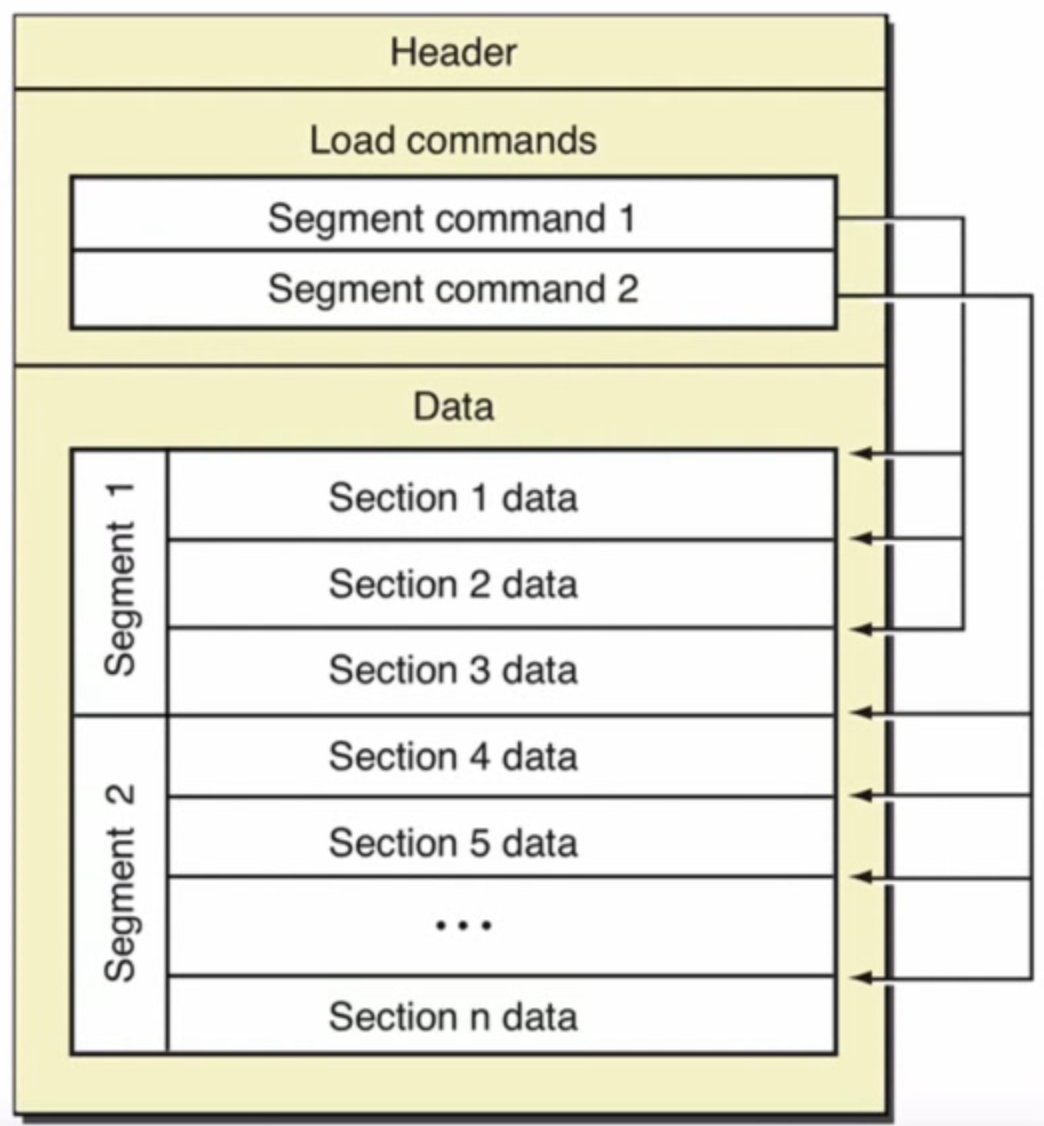 Header
Load commands
Segment command 1
Segment command 2
Data
Segment 1
Section 1 data
Section 2 data
Section 3 data
Segment 2
Section 4 data
Section 5 data
...
Section n data